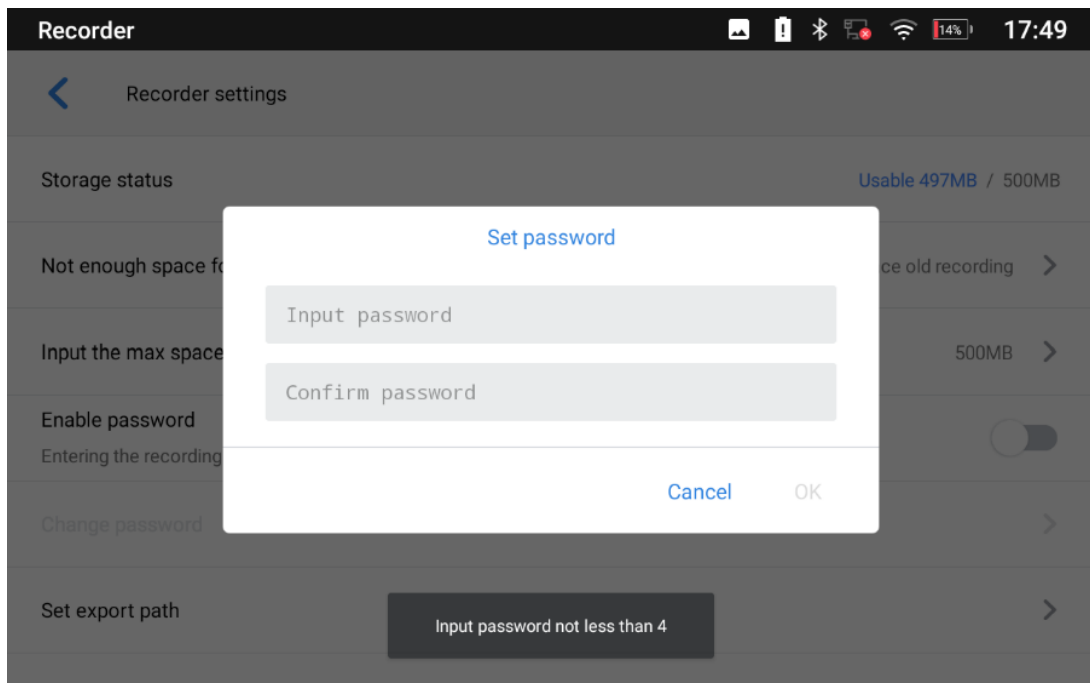 Recorder
14%
17:49
Recorder settings
Storage status
Usable 497MB / 500MB
Set password
Not enough space fo
ce old recording
Input password
Input the max space
500MB
Confirm password
Enable password
Entering the recording
Cancel OK
Change password
Set export path
Input password not less than 4